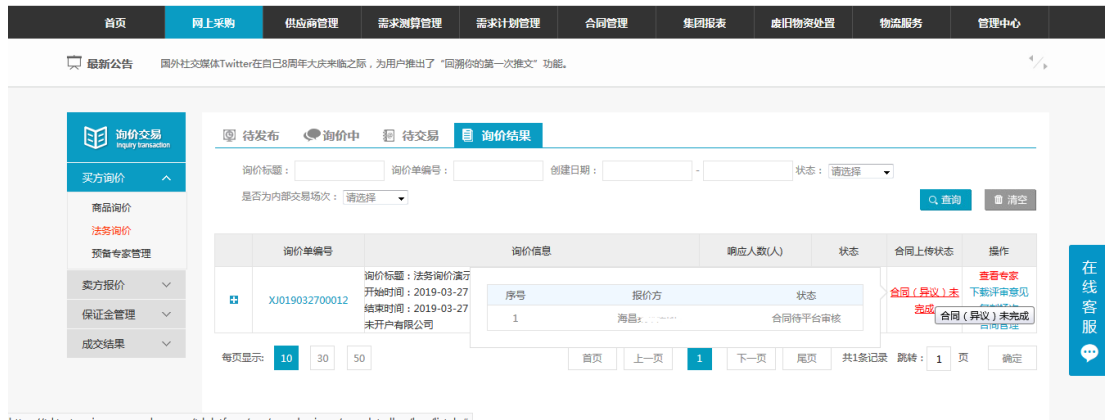 首页 网上采购 供应商管理 需求测算管理 需求计划管理 合同管理 集团报表 废旧物资处置 物流服务 管理中心
最新公告 国外社交媒体Twitter在自己8周年大庆来临之际，为用户推出了“回溯你的第一次推文”功能。
询价交易
Inquiry transaction
买方询价
商品询价
法务询价
预备专家管理
卖方报价
保证金管理
成交结果
待发布 询价中 待交易 询价结果
询价标题： 询价单编号： 创建日期： - 状态： 请选择
是否为内部交易场次： 请选择 查询 清空
询价单编号 询价信息 响应人数(人) 状态 合同上传状态 操作
XJ019032700012
询价标题：法务询价演示
开始时间：2019-03-27
结束时间：2019-03-27
未开户有限公司
序号 报价方 状态
1 海昌 合同待平台审核
合同（异议）未
完成
查看专家
下载评审意见
合同管理
合同（异议）未完成
每页显示: 10 30 50 首页 上一页 1 下一页 尾页 共1条记录 跳转： 1 页 确定
在线客服